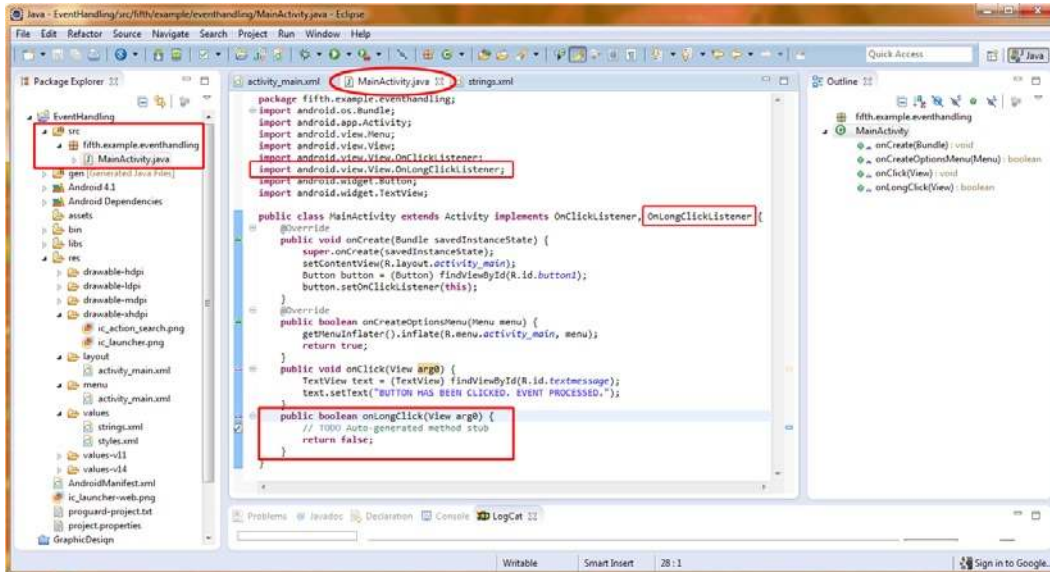 Java - EventHandling/src/fifth/example/eventhandling/MainActivity.java - Eclipse
File Edit Refactor Source Navigate Search Project Run Window Help
Quick Access
Java
Package Explorer
EventHandling
src
fifth.example.eventhandling
MainActivity.java
gen [Generated Java Files]
Android 4.1
Android Dependencies
assets
bin
libs
res
drawable-hdpi
drawable-ldpi
drawable-mdpi
drawable-xhdpi
ic_action_search.png
ic_launcher.png
layout
activity_main.xml
menu
activity_main.xml
values
strings.xml
styles.xml
values-v11
values-v14
AndroidManifest.xml
ic_launcher-web.png
proguard-project.txt
project.properties
GraphicDesign
activity_main.xml
MainActivity.java
strings.xml
package fifth.example.eventhandling;
import android.os.Bundle;
import android.app.Activity;
import android.view.Menu;
import android.view.View;
import android.view.View.OnClickListener;
import android.view.View.OnLongClickListener;
import android.widget.Button;
import android.widget.TextView;
public class MainActivity extends Activity implements OnClickListener, OnLongClickListener {
@Override
public void onCreate(Bundle savedInstanceState) {
super.onCreate(savedInstanceState);
setContentView(R.layout.activity_main);
Button button = (Button) findViewById(R.id.button1);
button.setOnClickListener(this);
}
@Override
public boolean onCreateOptionsMenu(Menu menu) {
getMenuInflater().inflate(R.menu.activity_main, menu);
return true;
}
public void onClick(View arg0) {
TextView text = (TextView) findViewById(R.id.textmessage);
text.setText("BUTTON HAS BEEN CLICKED. EVENT PROCESSED.");
}
public boolean onLongClick(View arg0) {
// TODO Auto-generated method stub
return false;
}
}
Outline
fifth.example.eventhandling
MainActivity
onCreate(Bundle) : void
onCreateOptionsMenu(Menu) : boolean
onClick(View) : void
onLongClick(View) : boolean
Problems @ Javadoc Declaration Console LogCat
Writable Smart Insert 28 : 1 Sign in to Google...